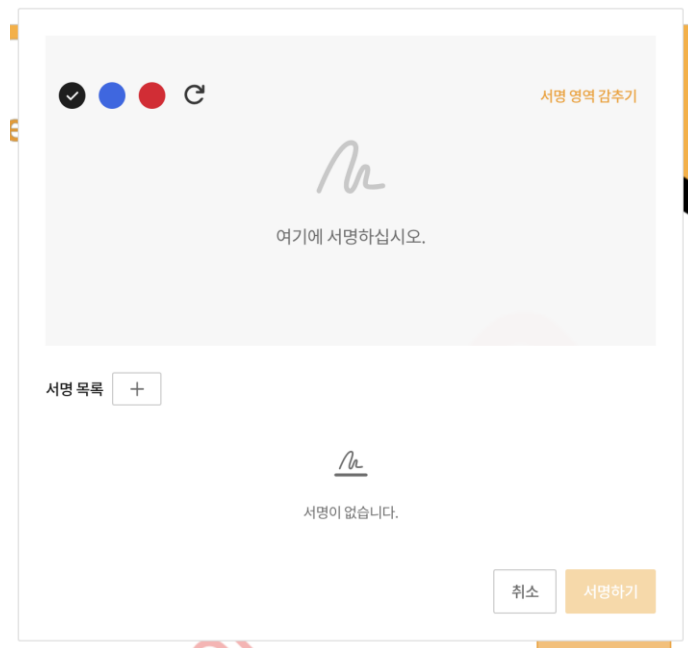 서명 영역 감추기
여기에 서명하십시오.
서명 목록
서명이 없습니다.
취소
서명하기